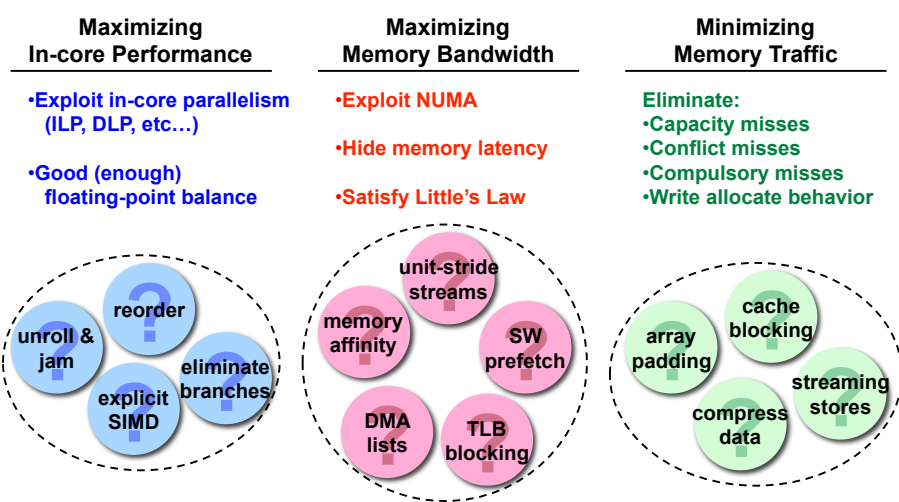 Maximizing
In-core Performance
•Exploit in-core parallelism
(ILP, DLP, etc…)
•Good (enough)
floating-point balance
reorder
unroll &
jam
eliminate
branches
explicit
SIMD
Maximizing
Memory Bandwidth
•Exploit NUMA
•Hide memory latency
•Satisfy Little's Law
unit-stride
streams
memory
affinity
SW
prefetch
DMA
lists
TLB
blocking
Minimizing
Memory Traffic
Eliminate:
•Capacity misses
•Conflict misses
•Compulsory misses
•Write allocate behavior
cache
blocking
array
padding
streaming
stores
compress
data
?
?
?
?
?
?
?
?
?
?
?
?
?